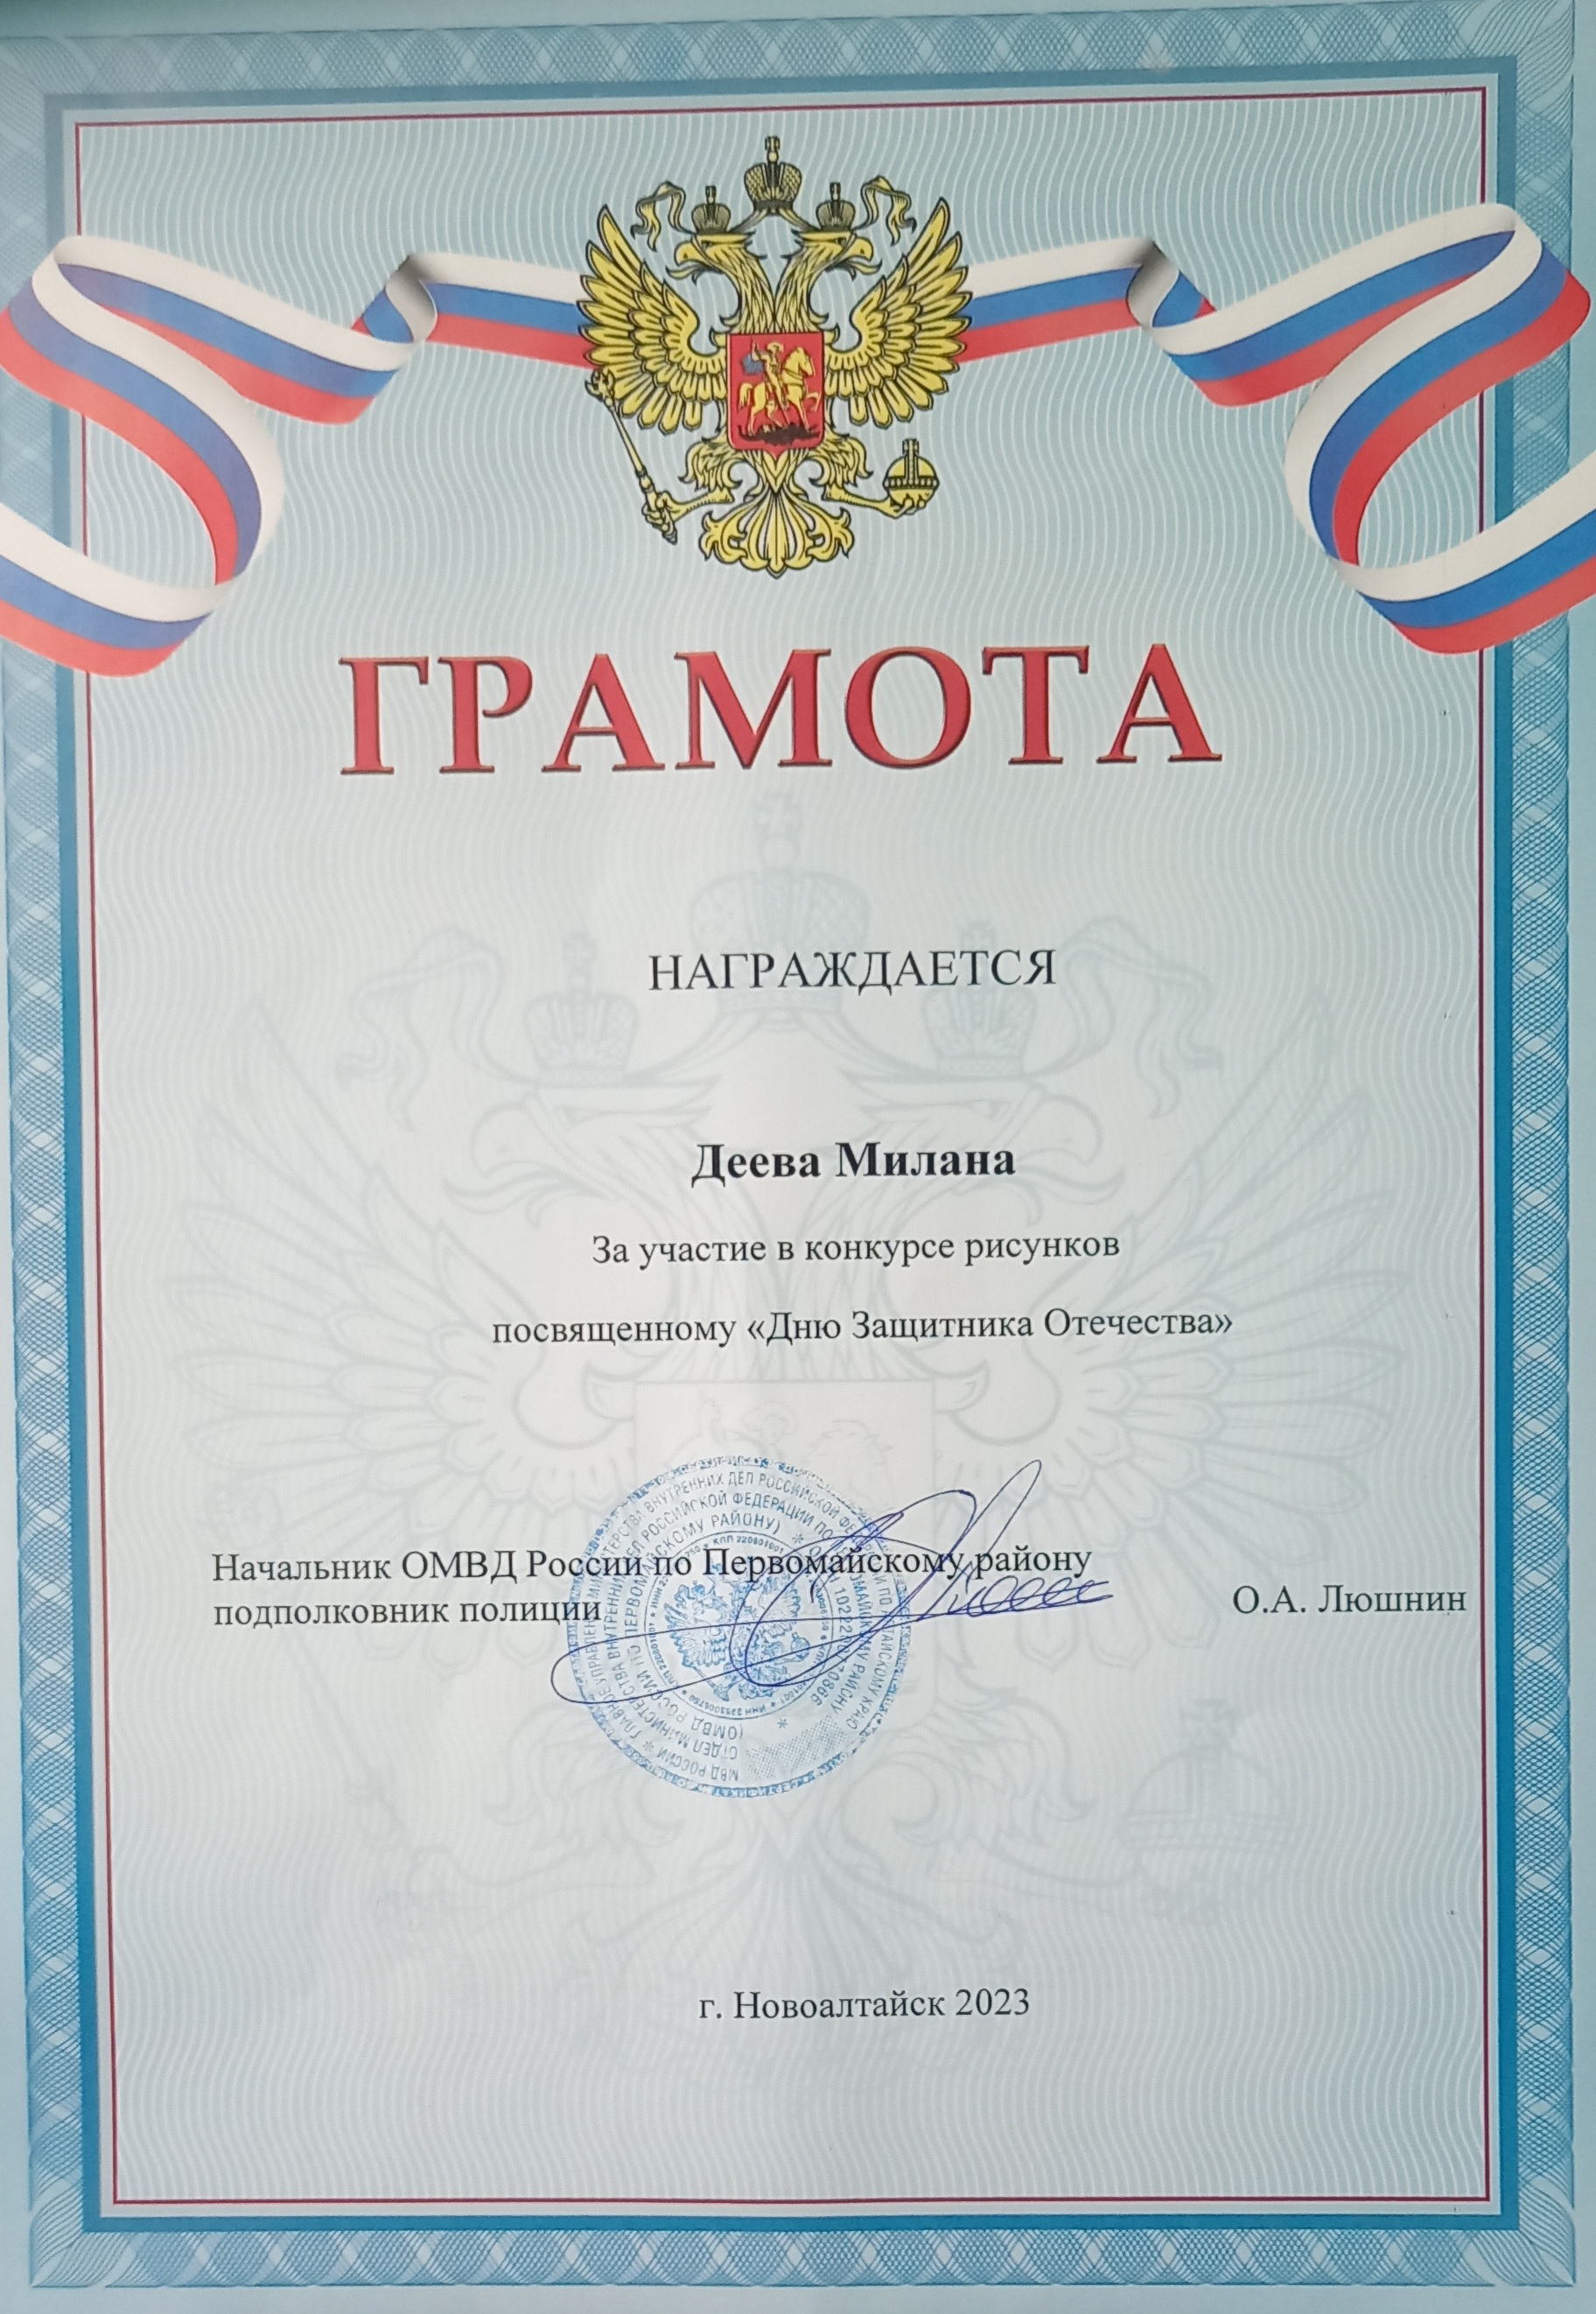 ГРАМОТА
НАГРАЖДАЕТСЯ
Деева Милана
За участие в конкурсе рисунков
посвященному «Дню Защитника Отечества»
Начальник ОМВД России по Первомайскому району
подполковник полиции
О.А. Люшнин
г. Новоалтайск 2023